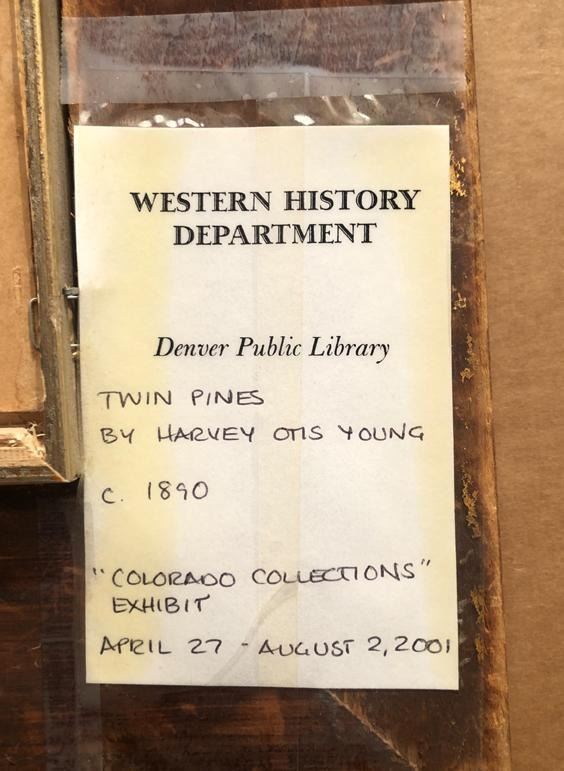 WESTERN HISTORY
DEPARTMENT
Denver Public Library
TWIN PINES
BY HARVEY OTIS YOUNG
C. 1890
"COLORADO COLLECTIONS"
EXHIBIT
APRIL 27 - AUGUST 2, 2001